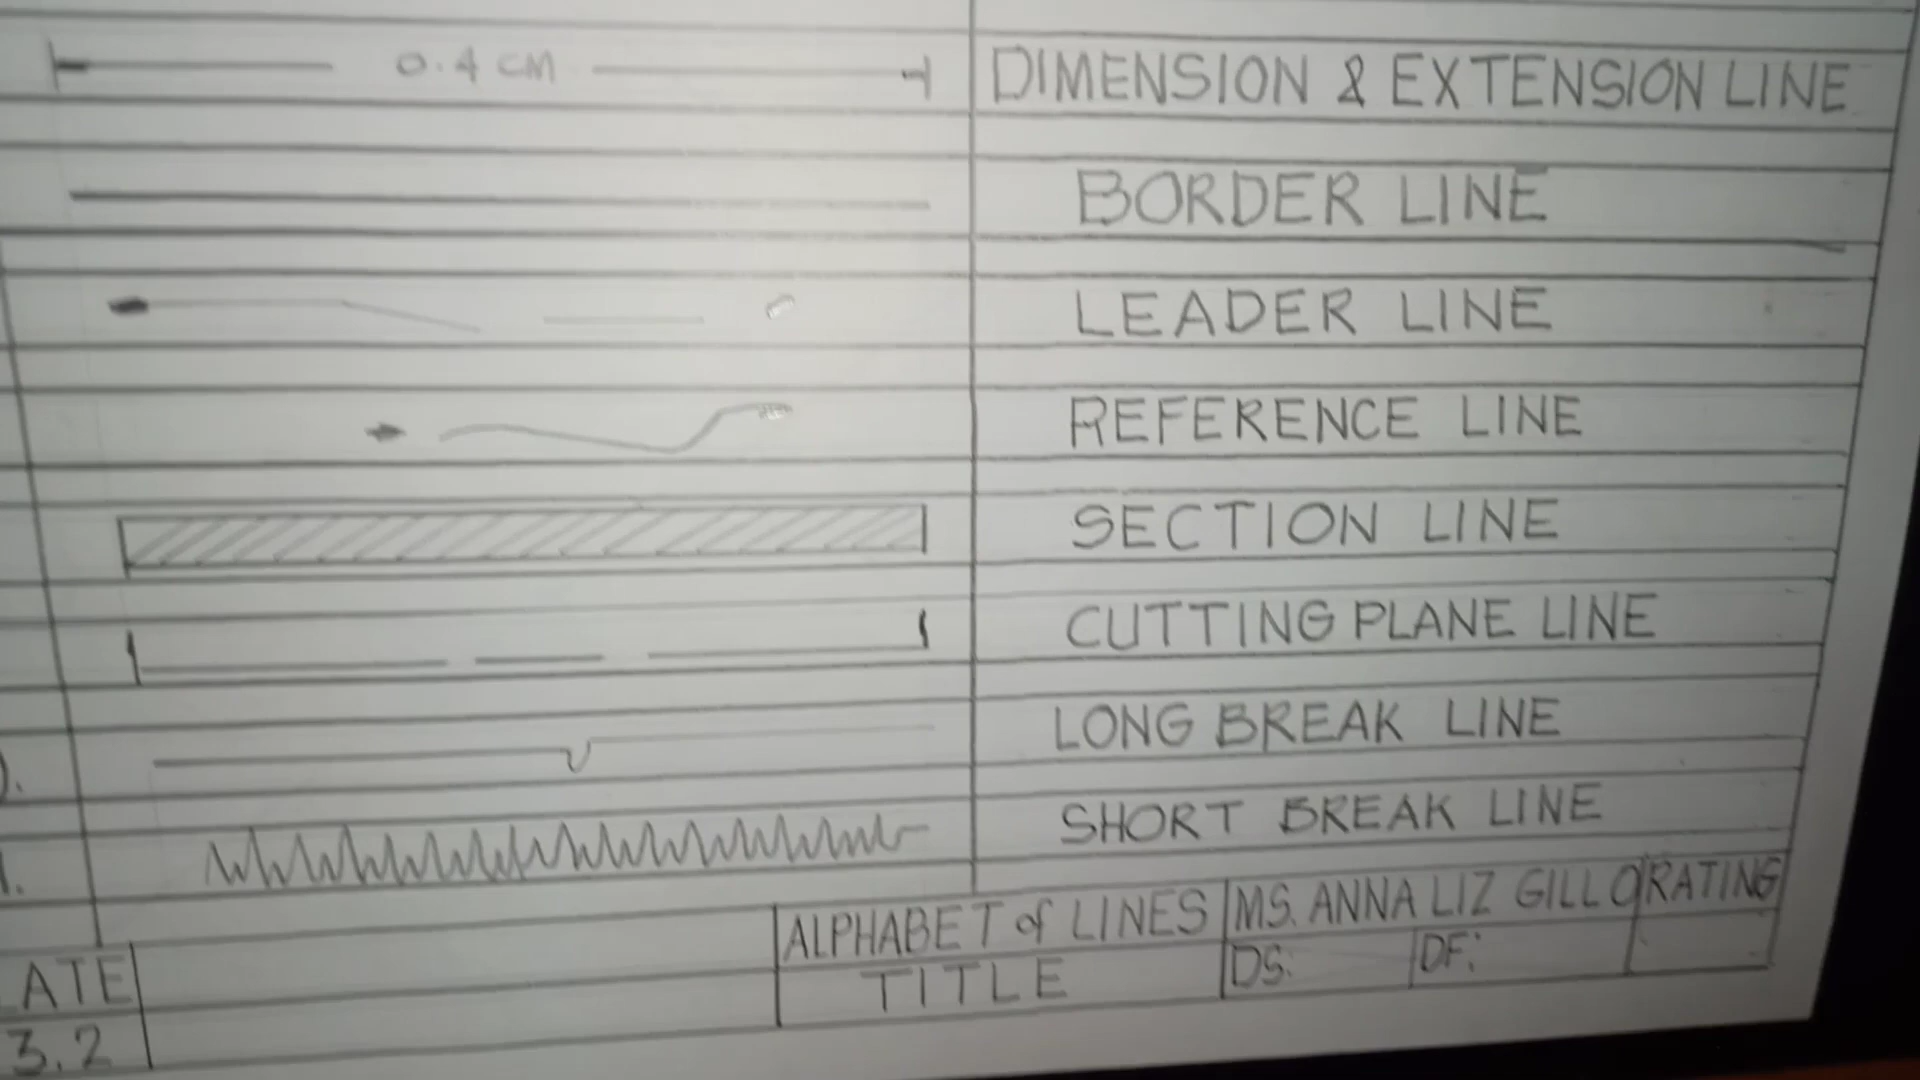 0.4 CM DIMENSION & EXTENSION LINE
BORDER LINE
LEADER LINE
REFERENCE LINE
SECTION LINE
CUTTING PLANE LINE
LONG BREAK LINE
SHORT BREAK LINE
ALPHABET of LINES MS. ANNA LIZ GILLO RATING
ATE TITLE DS: DF:
3.2